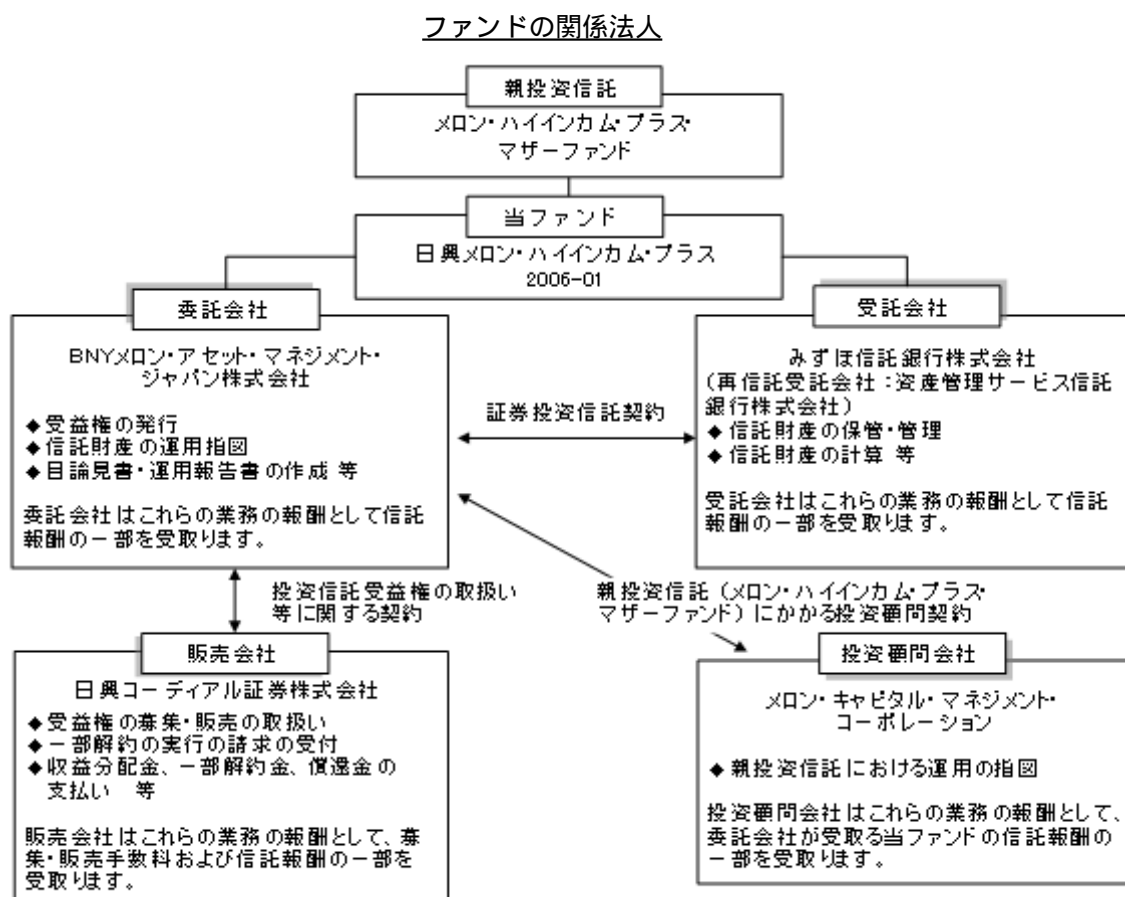 ファンドの関係法人
親投資信託
メロン・ハイインカム・プラス・
マザーファンド
当ファンド
日興メロン・ハイインカム・プラス
2006-01
委託会社
BNYメロン・アセット・マネジメント・
ジャパン株式会社
◆受益権の発行
◆信託財産の運用指図
◆目論見書・運用報告書の作成 等
委託会社はこれらの業務の報酬として信託
報酬の一部を受取ります。
証券投資信託契約
受託会社
みずほ信託銀行株式会社
(再信託受託会社：資産管理サービス信託
銀行株式会社)
◆信託財産の保管・管理
◆信託財産の計算 等
受託会社はこれらの業務の報酬として信託
報酬の一部を受取ります。
投資信託受益権の取扱い
等に関する契約
親投資信託(メロン・ハイインカム・プラス・
マザーファンド)にかかる投資顧問契約
販売会社
日興コーディアル証券株式会社
◆受益権の募集・販売の取扱い
◆一部解約の実行の請求の受付
◆収益分配金、一部解約金、償還金の
支払い 等
販売会社はこれらの業務の報酬として、募
集・販売手数料および信託報酬の一部を
受取ります。
投資顧問会社
メロン・キャピタル・マネジメント・
コーポレーション
◆親投資信託における運用の指図
投資顧問会社はこれらの業務の報酬として、
委託会社が受取る当ファンドの信託報酬の
一部を受取ります。